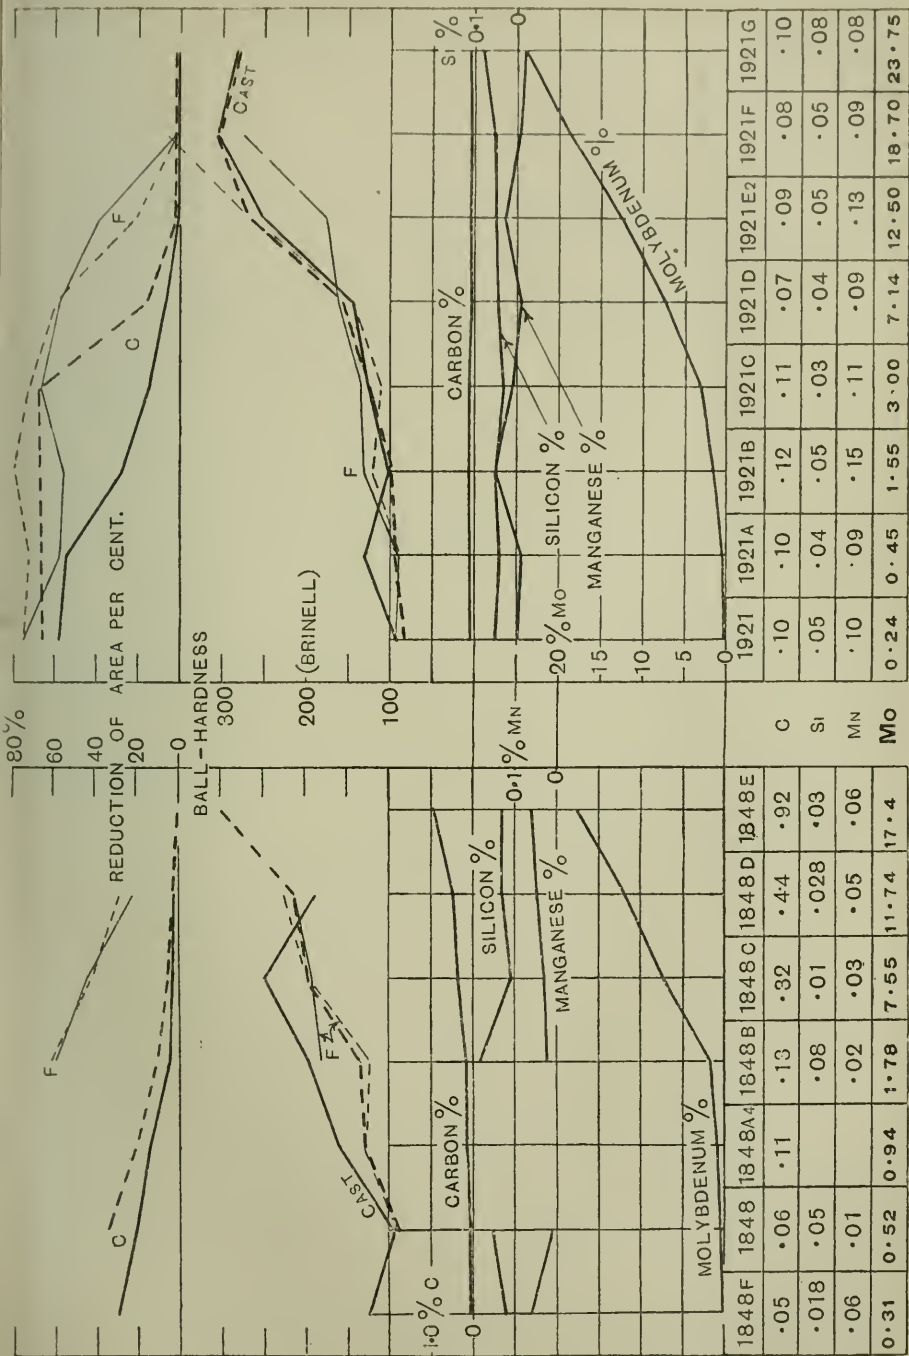 80%
60
40
20
0
REDUCTION OF AREA PER CENT.
F
C
F
C
BALL-HARDNESS
300
200 (BRINELL)
100
CAST
F
CAST
F
Si %
0·1
0
1·0% C
0
CARBON %
SILICON %
0·1% MN
0
MANGANESE %
MOLYBDENUM %
CARBON %
SILICON %
MANGANESE %
MOLYBDENUM %
20% MO
15
10
5
0
1848F 1848 1848A4 1848B 1848C 1848D 1848E 1921 1921A 1921B 1921C 1921D 1921E2 1921F 1921G
·05 ·06 ·11 ·13 ·32 ·44 ·92 C ·10 ·10 ·12 ·11 ·07 ·09 ·08 ·10
·018 ·05 ·08 ·01 ·028 ·03 SI ·05 ·04 ·05 ·03 ·04 ·05 ·05 ·08
·06 ·01 ·02 ·03 ·05 ·06 MN ·10 ·09 ·15 ·11 ·09 ·13 ·09 ·08
0·31 0·52 0·94 1·78 7·55 11·74 17·4 Mo 0·24 0·45 1·55 3·00 7·14 12·50 18·70 23·75